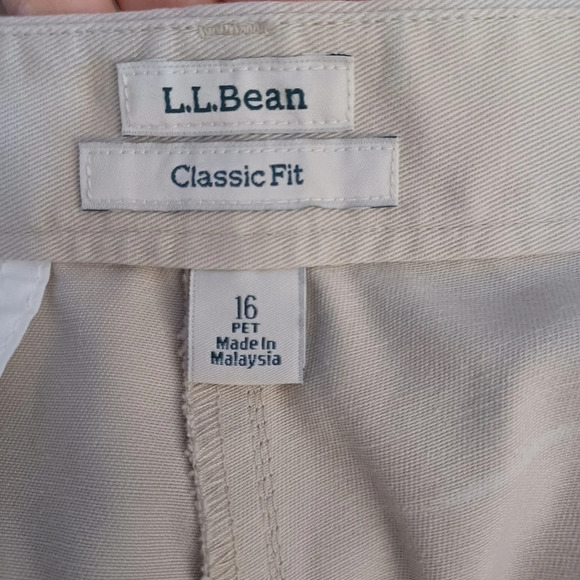 L.L.Bean
Classic Fit
16
PET
Made In
Malaysia